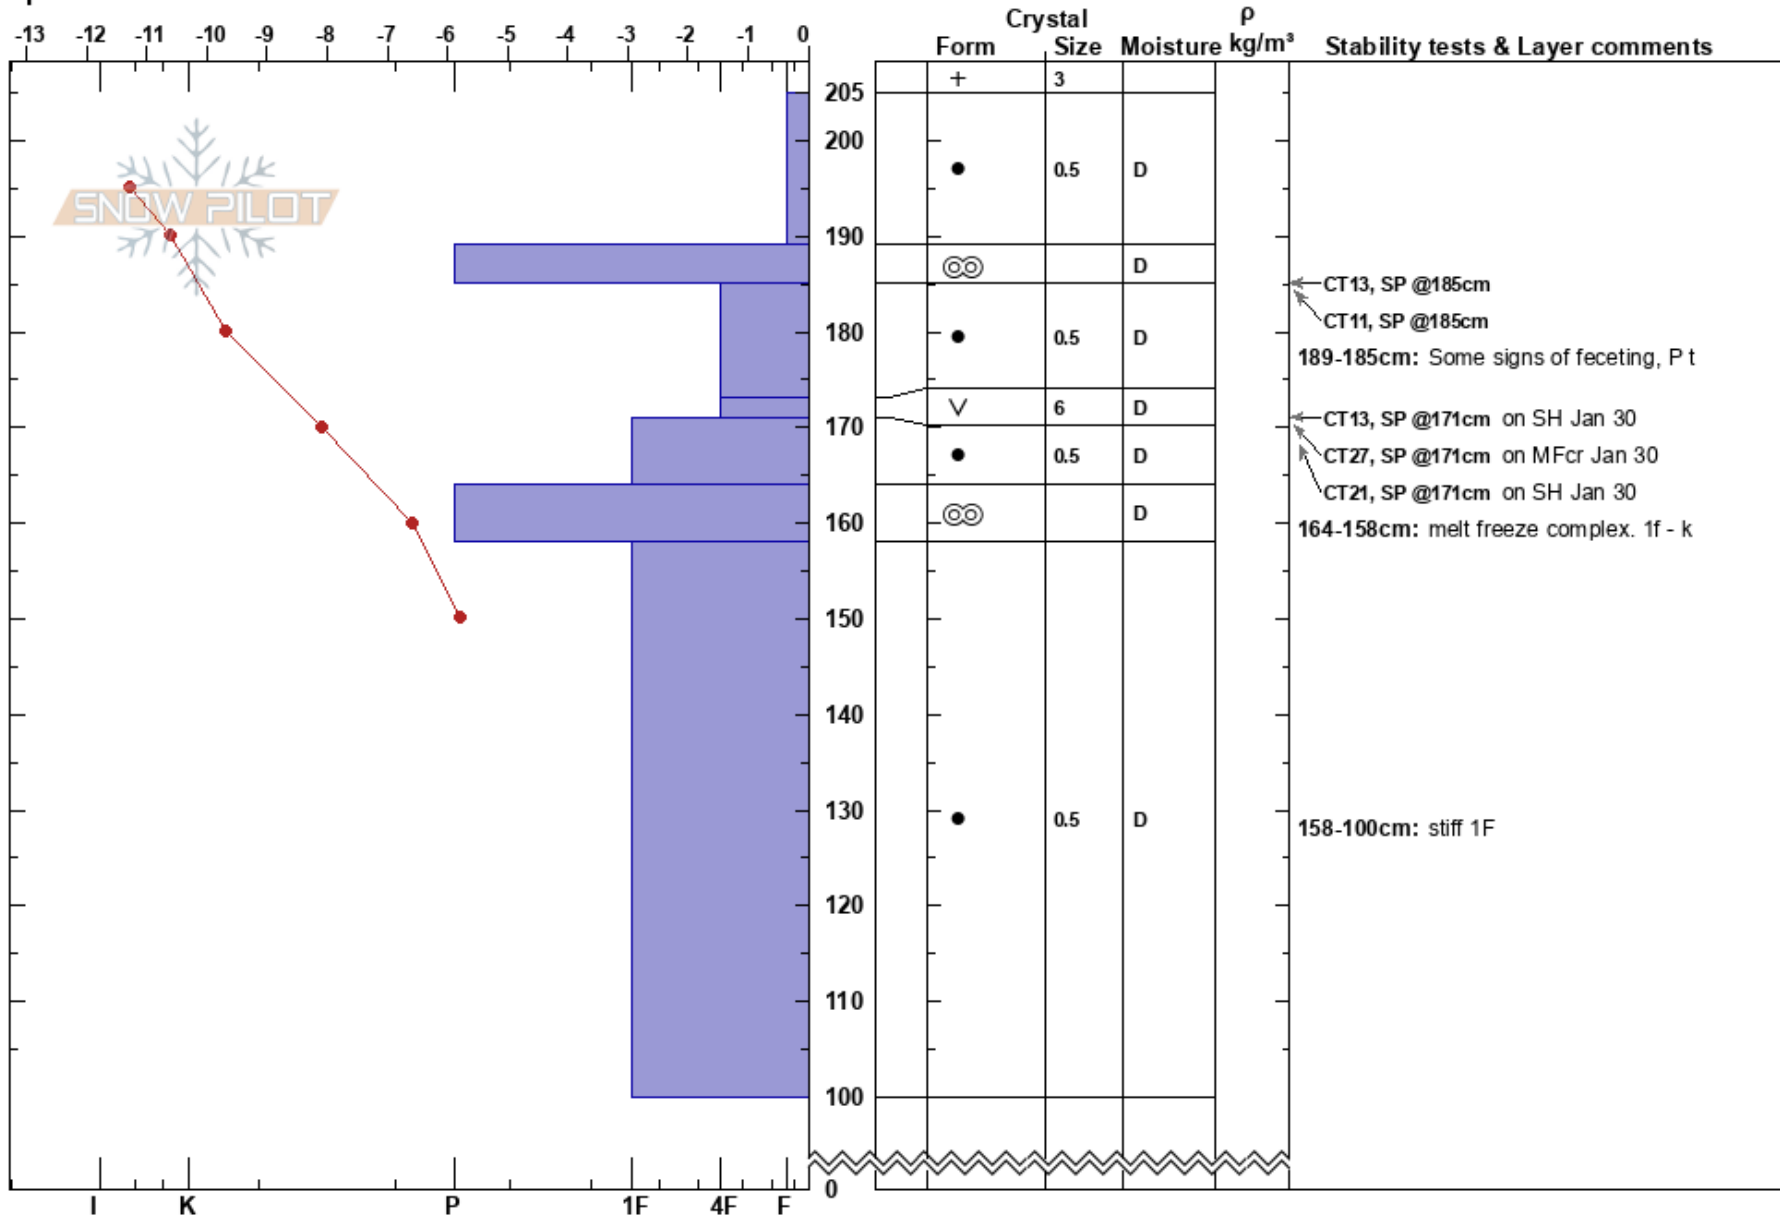 -13 -12 -11 -10 -9 -8 -7 -6 -5 -4 -3 -2 -1 0
Crystal ρ
Form Size Moisture kg/m³ Stability tests & Layer comments
+ 3
205
SNOW PILOT
200
● 0.5 D
190
D
CT13, SP @185cm
CT11, SP @185cm
180
● 0.5 D
189-185cm: Some signs of feceting, P t
V 6 D
170
CT13, SP @171cm on SH Jan 30
● 0.5 D
CT27, SP @171cm on MFcr Jan 30
CT21, SP @171cm on SH Jan 30
160
D
164-158cm: melt freeze complex. 1f - k
150
140
130
● 0.5 D
158-100cm: stiff 1F
120
110
100
0
I K P 1F 4F F